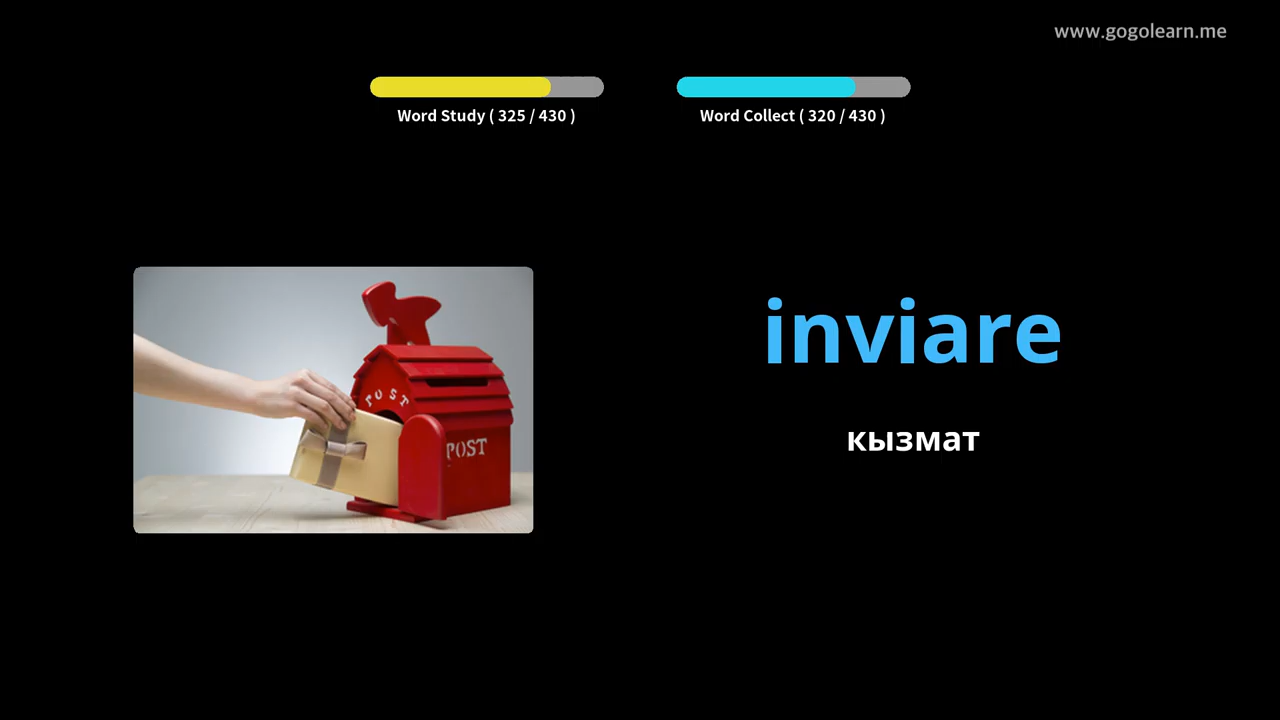 www.gogolearn.me
Word Study ( 325 / 430 )
Word Collect ( 320 / 430 )
inviare
кызмат
POST
POST